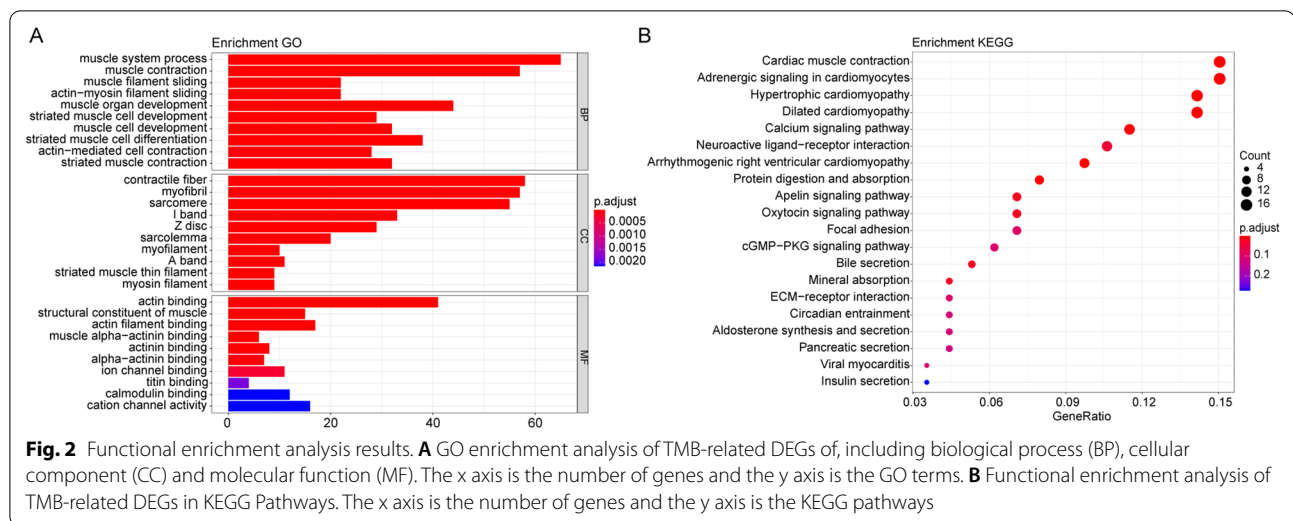 A
Enrichment GO
muscle system process
muscle contraction
muscle filament sliding
actin−myosin filament sliding
muscle organ development
striated muscle cell development
muscle cell development
striated muscle cell differentiation
actin−mediated cell contraction
striated muscle contraction
BP
contractile fiber
myofibril
sarcomere
I band
Z disc
sarcolemma
myofilament
A band
striated muscle thin filament
myosin filament
CC
actin binding
structural constituent of muscle
actin filament binding
muscle alpha−actinin binding
actinin binding
alpha−actinin binding
ion channel binding
titin binding
calmodulin binding
cation channel activity
MF
0 20 40 60
p.adjust
0.0005
0.0010
0.0015
0.0020
B
Enrichment KEGG
Cardiac muscle contraction
Adrenergic signaling in cardiomyocytes
Hypertrophic cardiomyopathy
Dilated cardiomyopathy
Calcium signaling pathway
Neuroactive ligand−receptor interaction
Arrhythmogenic right ventricular cardiomyopathy
Protein digestion and absorption
Apelin signaling pathway
Oxytocin signaling pathway
Focal adhesion
cGMP−PKG signaling pathway
Bile secretion
Mineral absorption
ECM−receptor interaction
Circadian entrainment
Aldosterone synthesis and secretion
Pancreatic secretion
Viral myocarditis
Insulin secretion
0.03 0.06 0.09 0.12 0.15
GeneRatio
Count
4
8
12
16
p.adjust
0.1
0.2
Fig. 2 Functional enrichment analysis results. A GO enrichment analysis of TMB-related DEGs of, including biological process (BP), cellular
component (CC) and molecular function (MF). The x axis is the number of genes and the y axis is the GO terms. B Functional enrichment analysis of
TMB-related DEGs in KEGG Pathways. The x axis is the number of genes and the y axis is the KEGG pathways